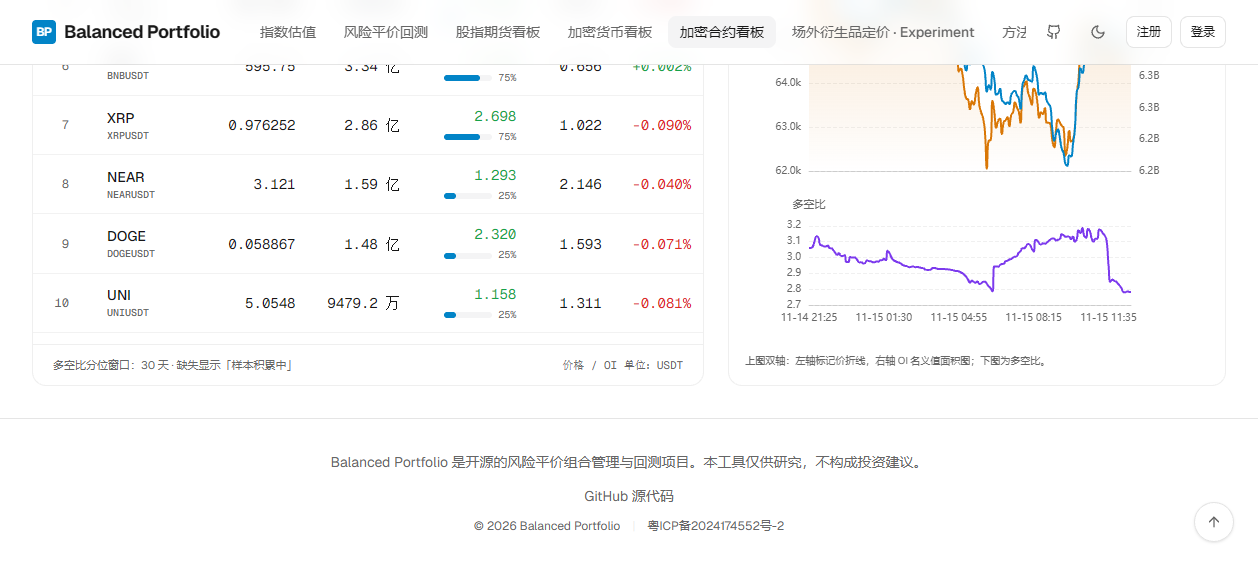 BP Balanced Portfolio 指数估值 风险平价回测 股指期货看板 加密货币看板 加密合约看板 场外衍生品定价 · Experiment 方法 注册 登录
6 BNBUSDT 595.75 3.34 亿 75% 0.656 +0.002%
7 XRP XRPUSDT 0.976252 2.86 亿 2.698 75% 1.022 -0.090%
8 NEAR NEARUSDT 3.121 1.59 亿 1.293 25% 2.146 -0.040%
9 DOGE DOGEUSDT 0.058867 1.48 亿 2.320 25% 1.593 -0.071%
10 UNI UNIUSDT 5.0548 9479.2 万 1.158 25% 1.311 -0.081%
多空比分位窗口：30 天 · 缺失显示「样本积累中」
价格 / OI 单位：USDT
64.0k
63.0k
62.0k
6.3B
6.3B
6.2B
6.2B
多空比
3.2
3.1
3.0
2.9
2.8
2.7
11-14 21:25 11-15 01:30 11-15 04:55 11-15 08:15 11-15 11:35
上图双轴：左轴标记价折线，右轴 OI 名义值面积图；下图为多空比。
Balanced Portfolio 是开源的风险平价组合管理与回测项目。本工具仅供研究，不构成投资建议。
GitHub 源代码
© 2026 Balanced Portfolio 粤ICP备2024174552号-2